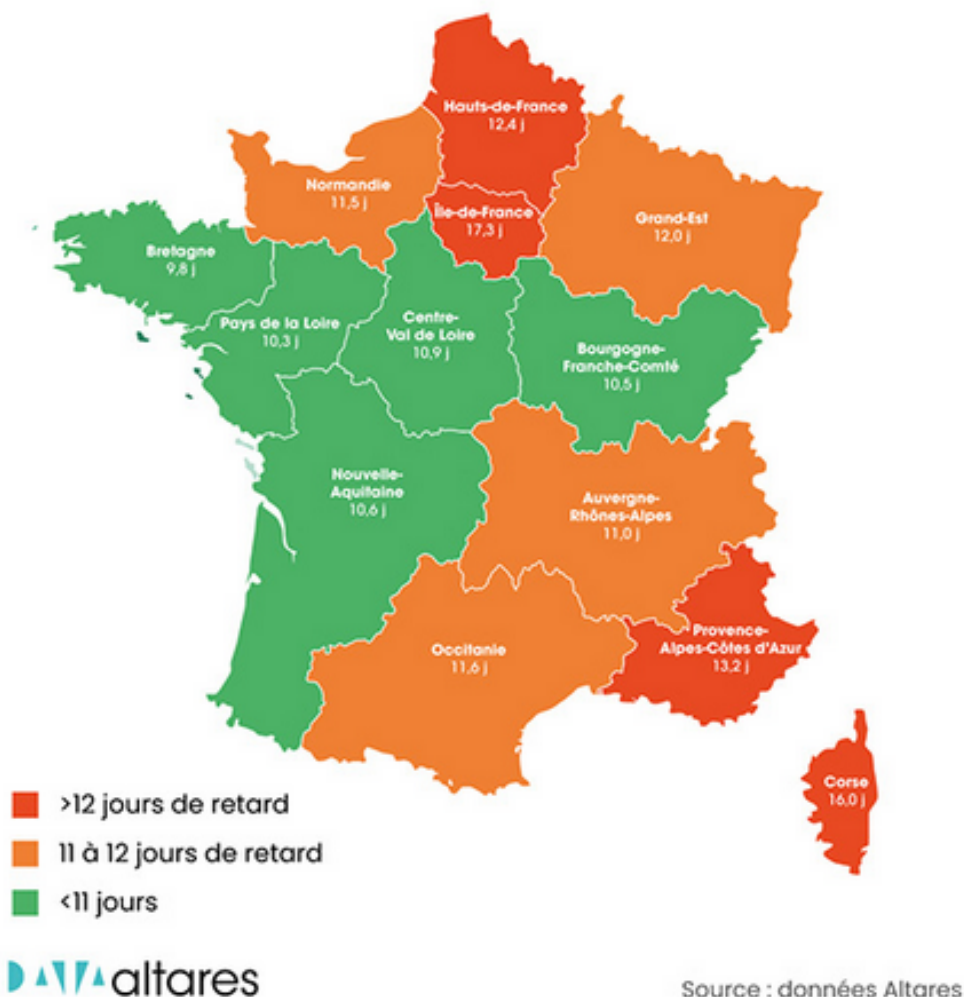 Hauts-de-France
12,4 j
Normandie
11,5 j
Île-de-France
17,3 j
Grand-Est
12,0 j
Bretagne
9,8 j
Pays de la Loire
10,3 j
Centre-
Val de Loire
10,9 j
Bourgogne-
Franche-Comté
10,5 j
Nouvelle-
Aquitaine
10,6 j
Auvergne-
Rhônes-Alpes
11,0 j
Occitanie
11,6 j
Provence-
Alpes-Côtes d'Azur
13,2 j
Corse
16,0 j
>12 jours de retard
11 à 12 jours de retard
<11 jours
DATA altares
Source : données Altares